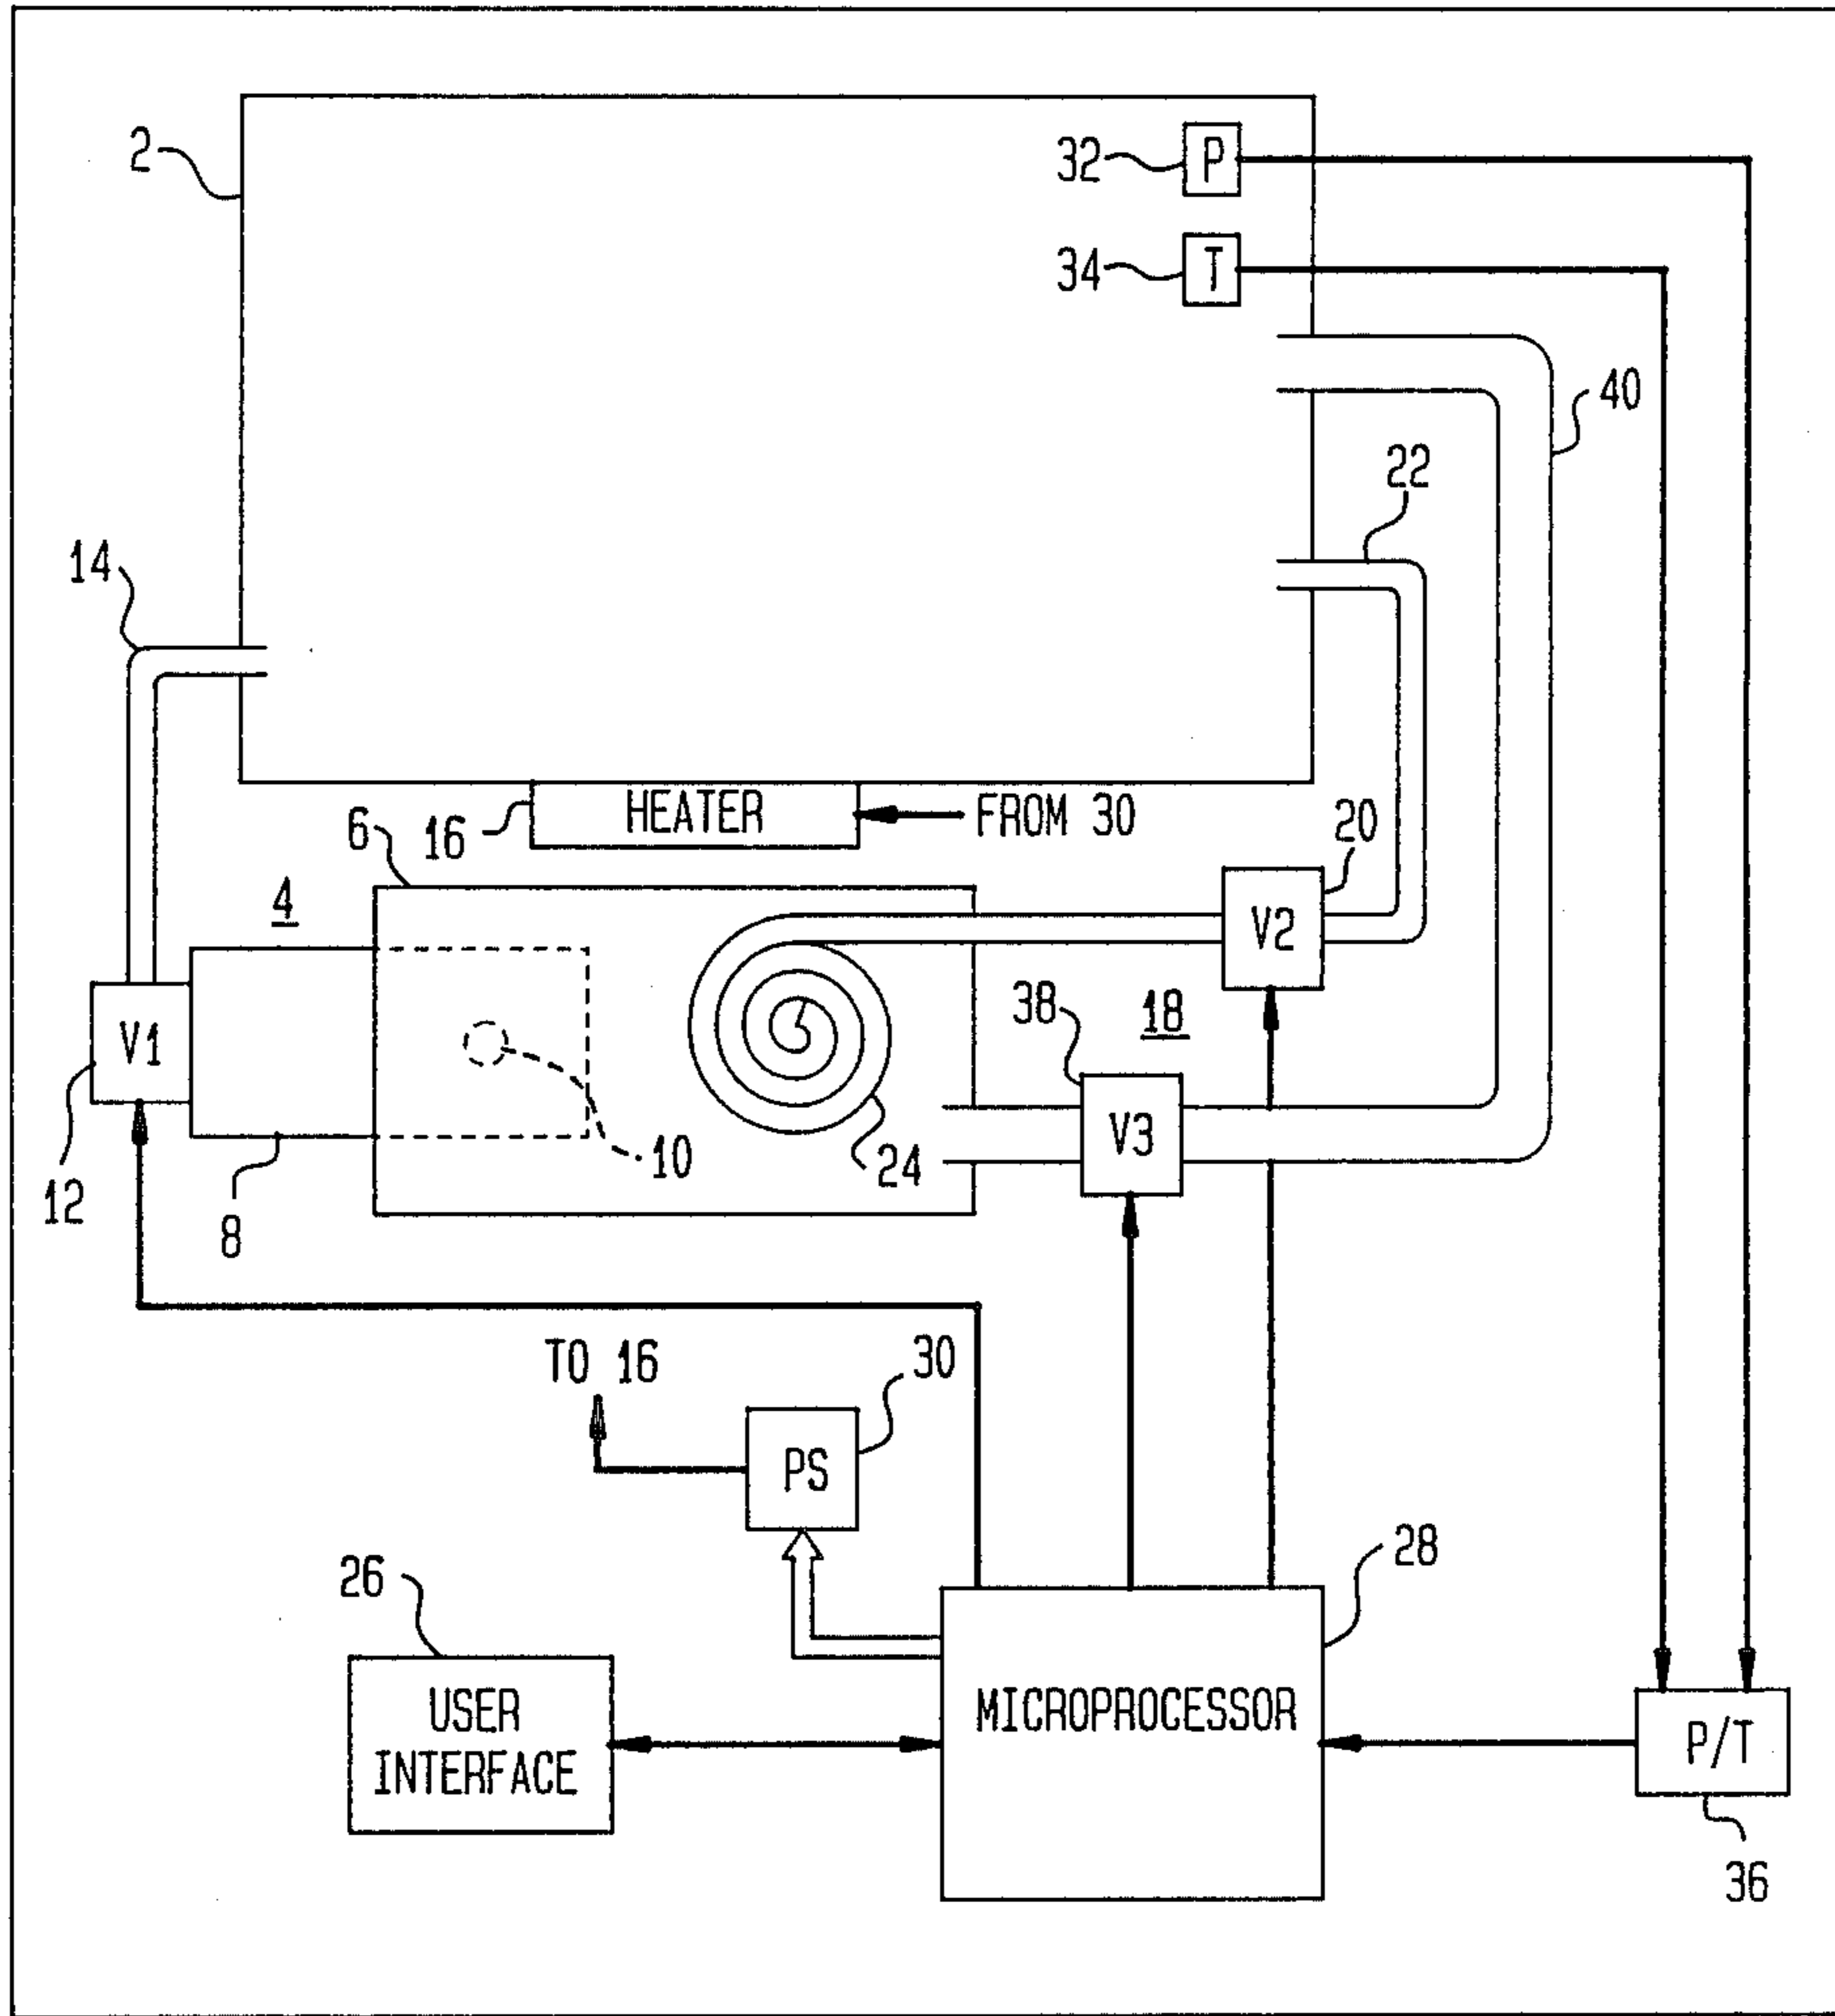 2
32
P
34
T
40
22
14
HEATER
FROM 30
6
16
20
4
V2
38
18
V1
V3
10
24
12
8
TO 16
30
PS
28
26
USER
INTERFACE
MICROPROCESSOR
P/T
36